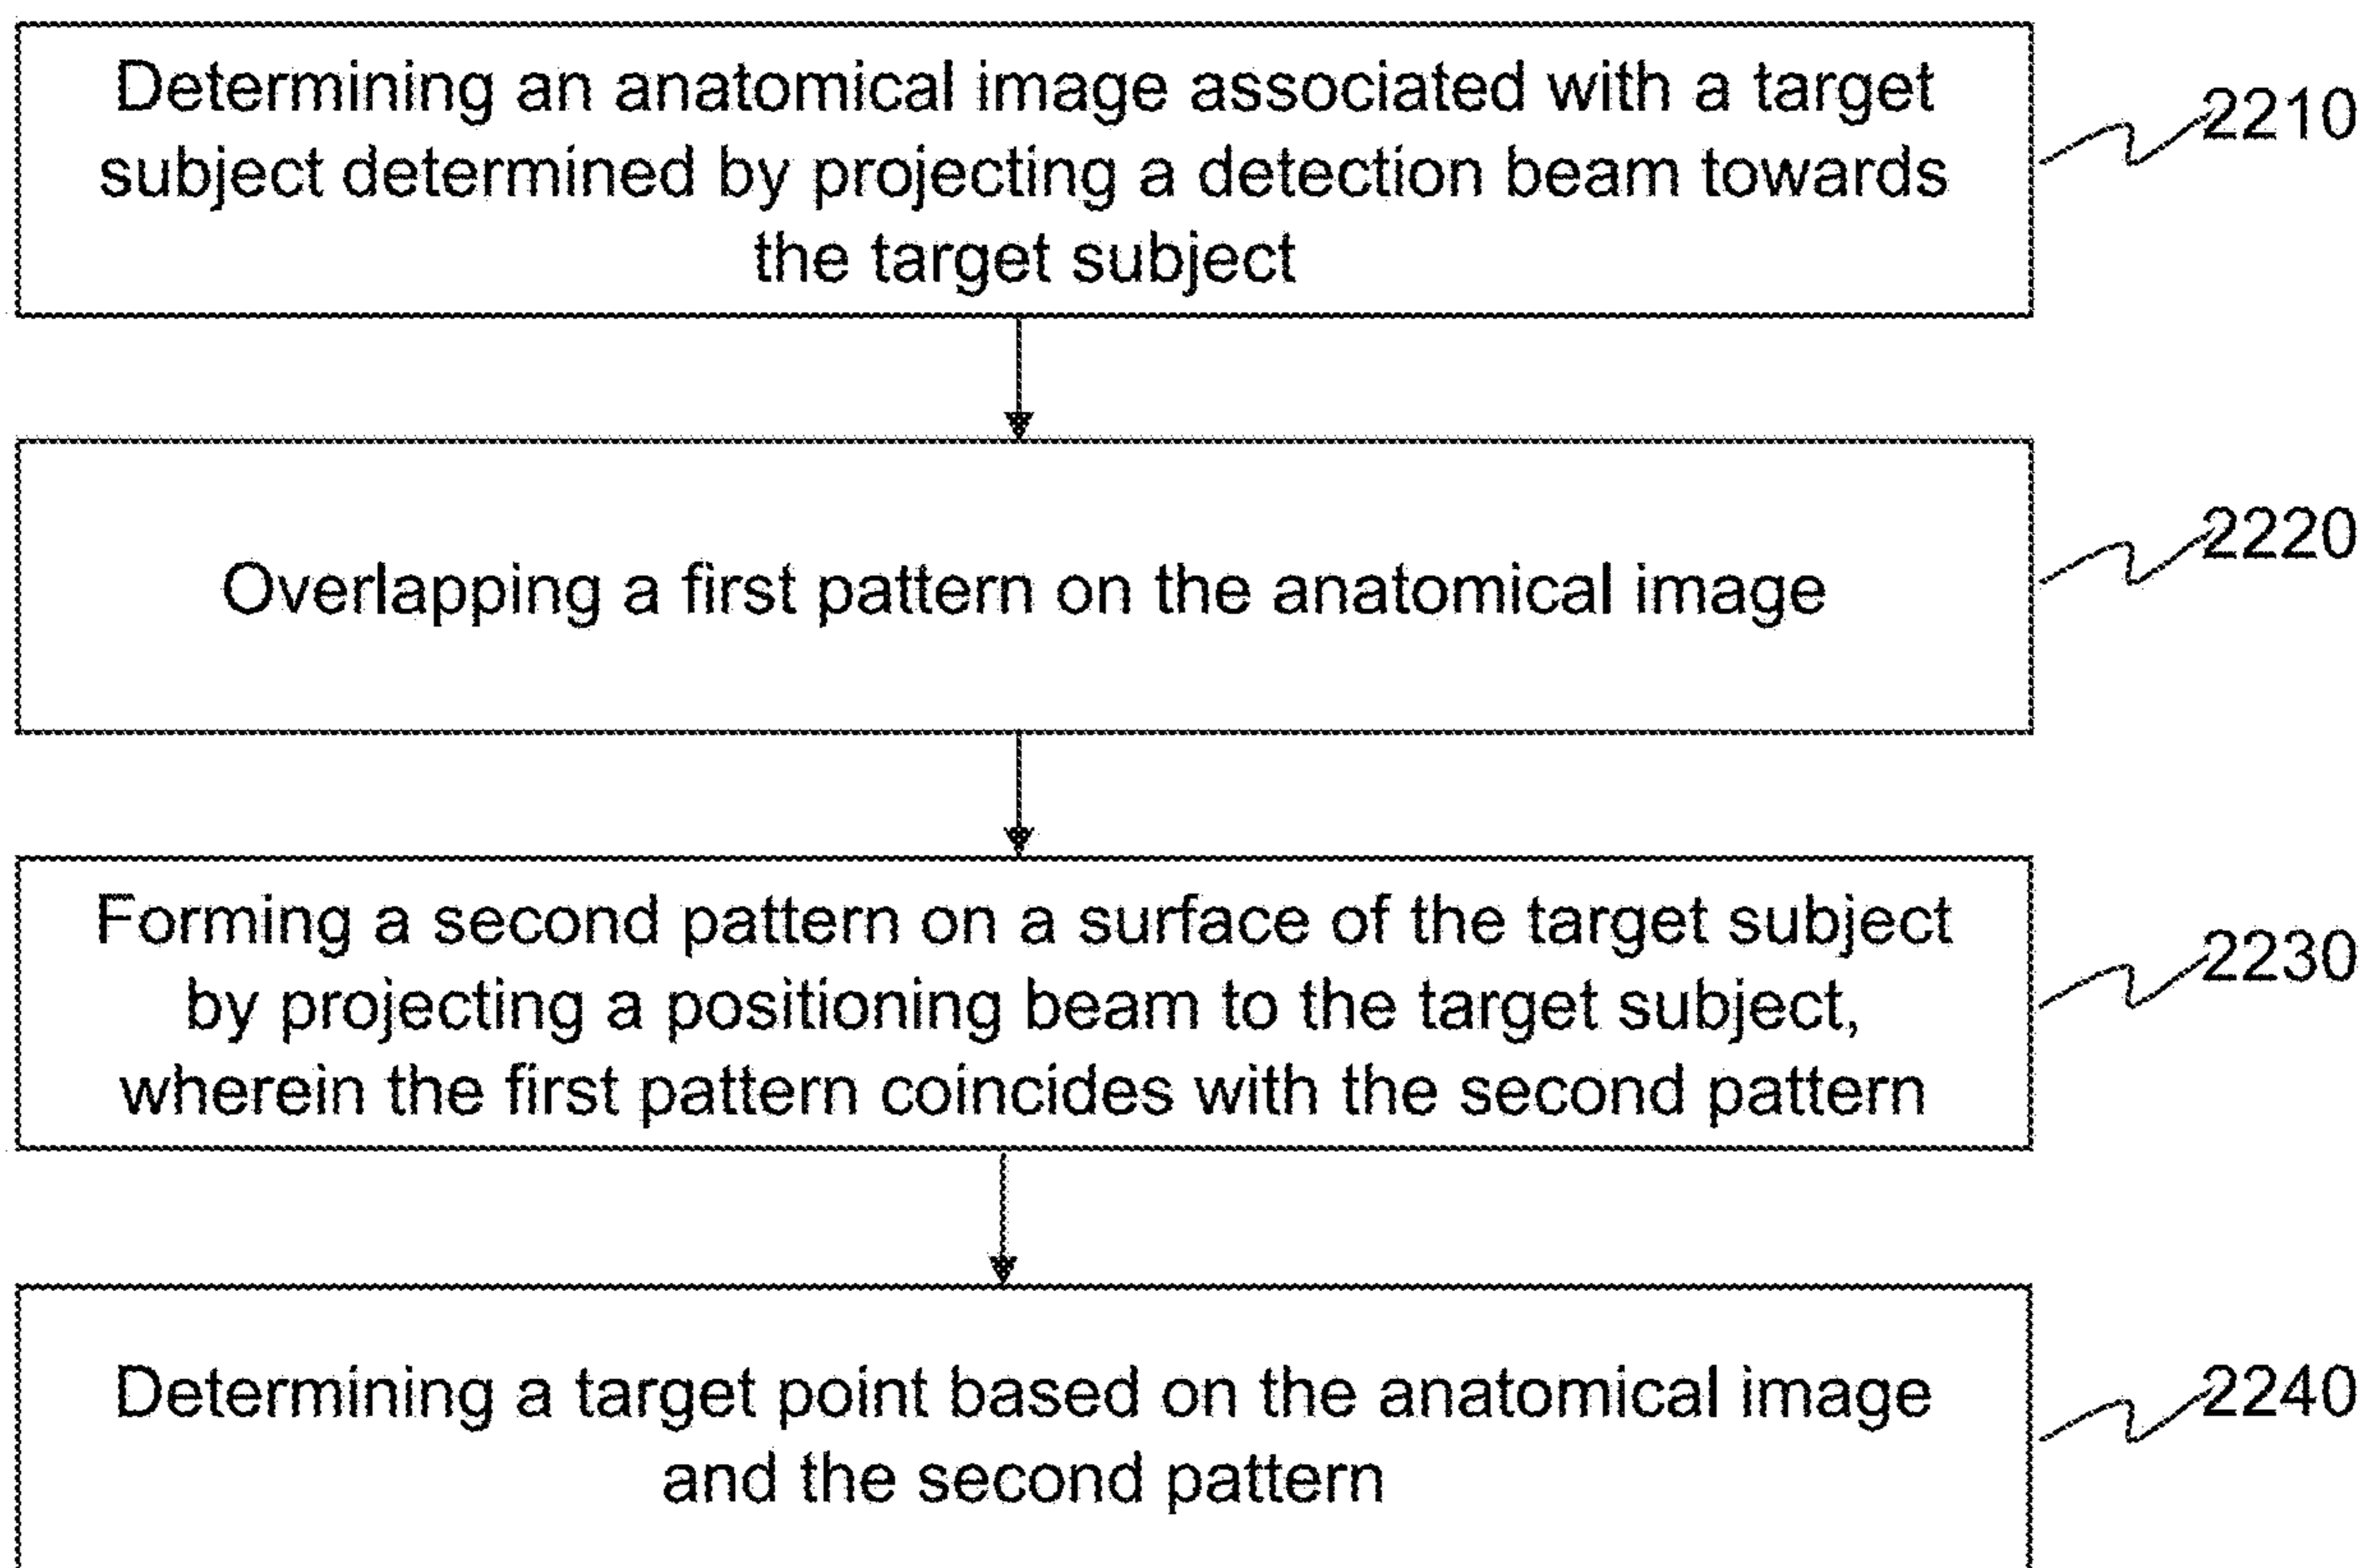 Determining an anatomical image associated with a target
subject determined by projecting a detection beam towards
the target subject
2210
Overlapping a first pattern on the anatomical image
2220
Forming a second pattern on a surface of the target subject
by projecting a positioning beam to the target subject,
wherein the first pattern coincides with the second pattern
2230
Determining a target point based on the anatomical image
and the second pattern
2240